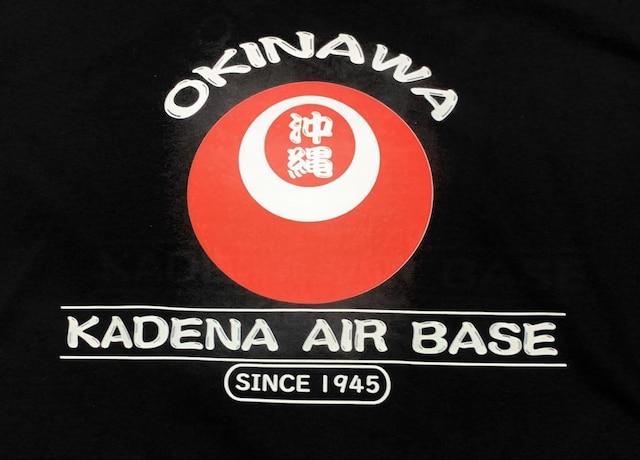 OKINAWA
沖
縄
KADENA AIR BASE
SINCE 1945